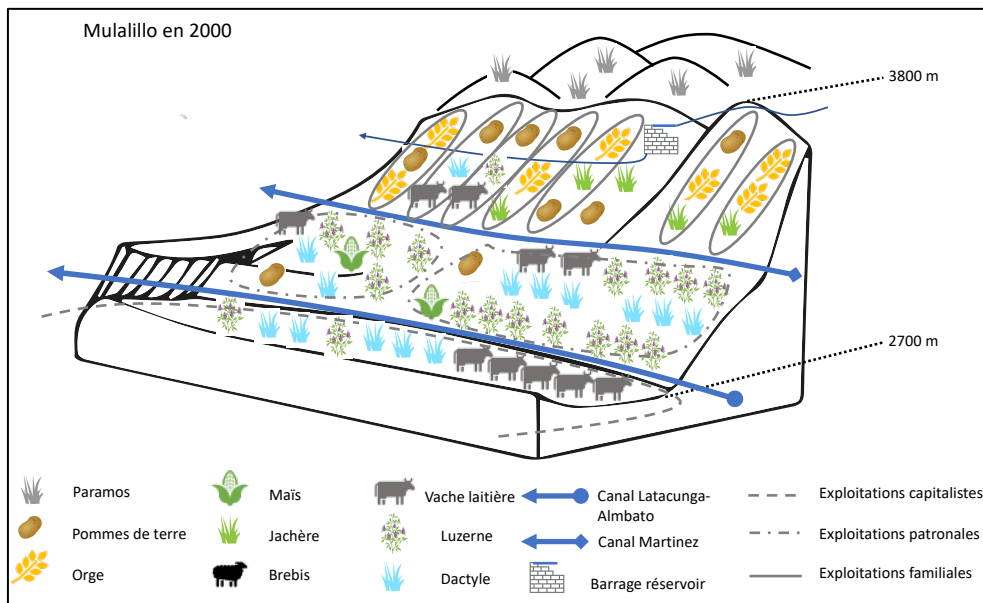 Mulalillo en 2000
3800 m
2700 m
Paramos
Maïs
Vache laitière
Canal Latacunga-
Almbato
Exploitations capitalistes
Pommes de terre
Jachère
Luzerne
Canal Martinez
Exploitations patronales
Orge
Brebis
Dactyle
Barrage réservoir
Exploitations familiales